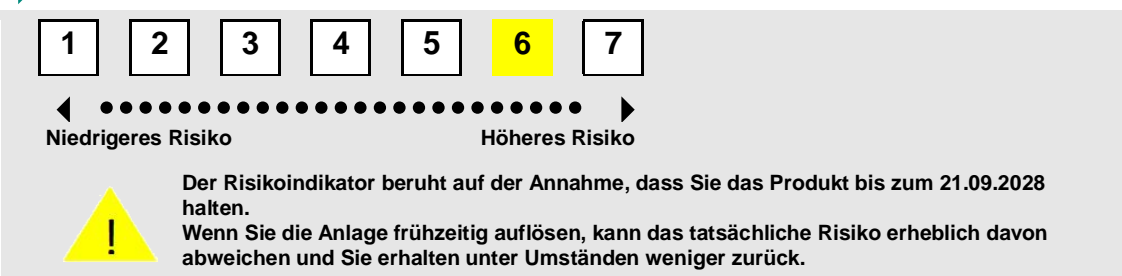 1 2 3 4 5 6 7
Niedrigeres Risiko Höheres Risiko
Der Risikoindikator beruht auf der Annahme, dass Sie das Produkt bis zum 21.09.2028
halten.
!
Wenn Sie die Anlage frühzeitig auflösen, kann das tatsächliche Risiko erheblich davon
abweichen und Sie erhalten unter Umständen weniger zurück.